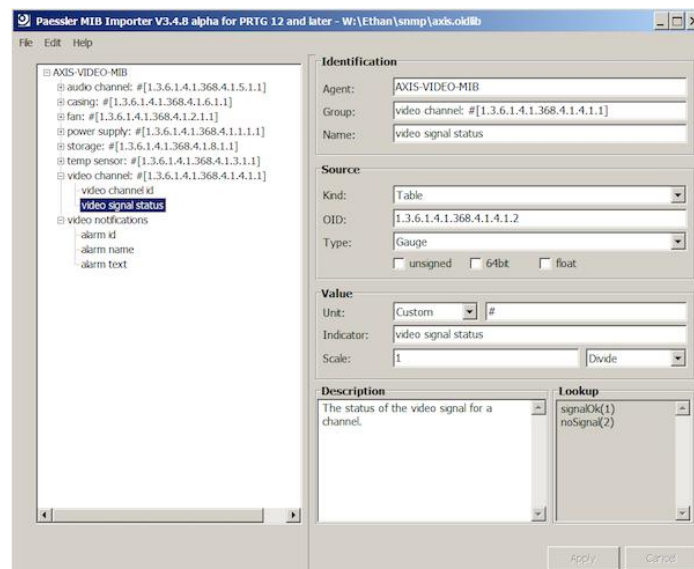 Paessler MIB Importer V3.4.8 alpha for PRTG 12 and later - W:\Ethan\snmp\axis.oidlib
File Edit Help
AXIS-VIDEO-MIB
audio channel: #[1.3.6.1.4.1.368.4.1.5.1.1]
casing: #[1.3.6.1.4.1.368.4.1.6.1.1]
fan: #[1.3.6.1.4.1.368.4.1.2.1.1]
power supply: #[1.3.6.1.4.1.368.4.1.1.1.1]
storage: #[1.3.6.1.4.1.368.4.1.8.1.1]
temp sensor: #[1.3.6.1.4.1.368.4.1.3.1.1]
video channel: #[1.3.6.1.4.1.368.4.1.4.1.1]
video channel id
video signal status
video notifications
alarm id
alarm name
alarm text
Identification
Agent: AXIS-VIDEO-MIB
Group: video channel: #[1.3.6.1.4.1.368.4.1.4.1.1]
Name: video signal status
Source
Kind: Table
OID: 1.3.6.1.4.1.368.4.1.4.1.2
Type: Gauge
unsigned 64bit float
Value
Unit: Custom #
Indicator: video signal status
Scale: 1 Divide
Description
The status of the video signal for a
channel.
Lookup
signalOk(1)
noSignal(2)
Apply Cancel